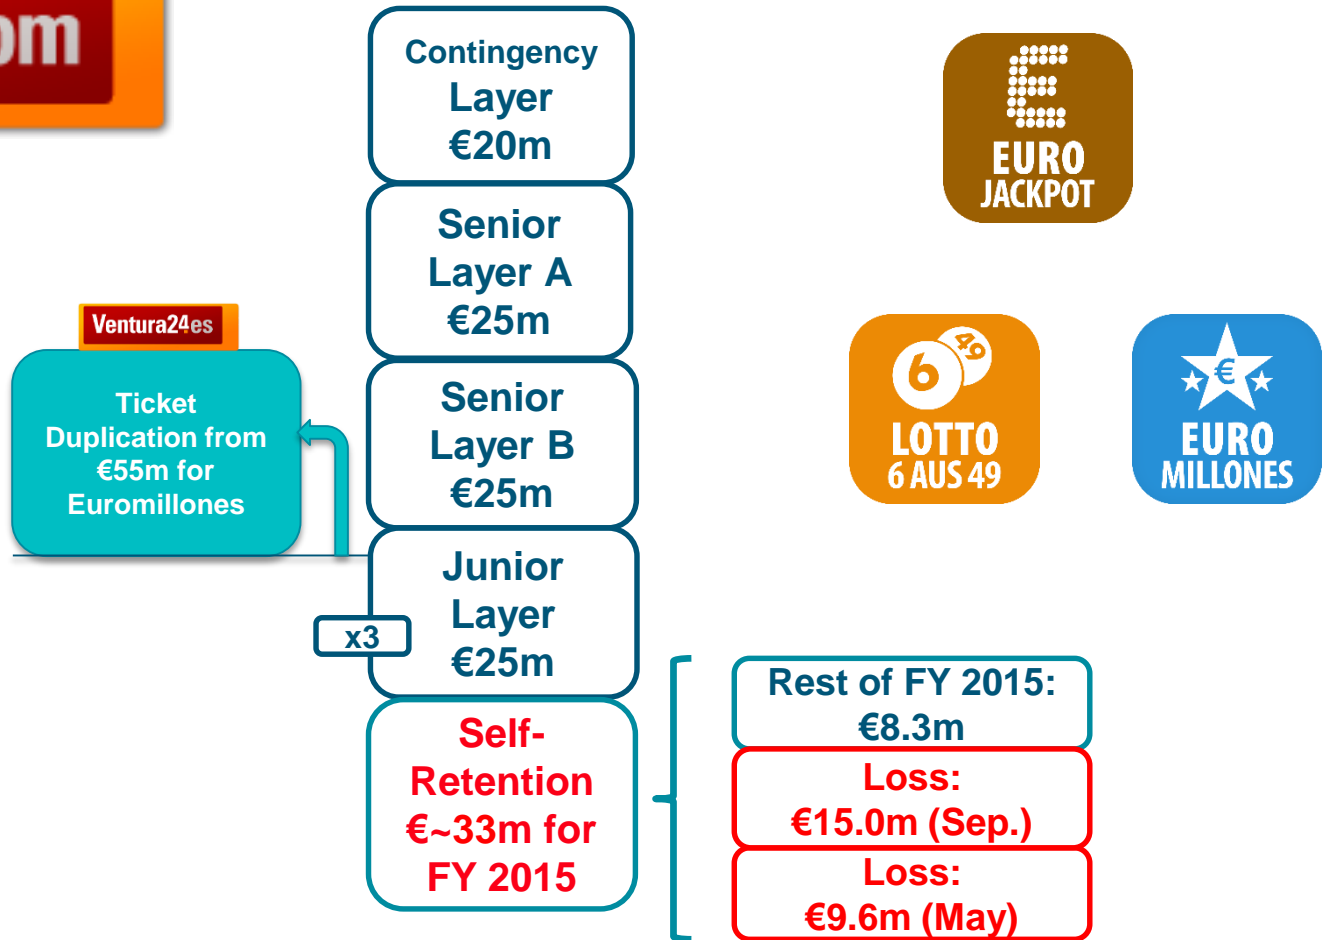 om
Contingency
Layer
€20m
Senior
Layer A
€25m
Ventura24es
Ticket
Duplication from
€55m for
Euromillones
Senior
Layer B
€25m
Junior
Layer
€25m
x3
Self-
Retention
€~33m for
FY 2015
Rest of FY 2015:
€8.3m
Loss:
€15.0m (Sep.)
Loss:
€9.6m (May)
E
EURO
JACKPOT
6 49
LOTTO
6 AUS 49
€
EURO
MILLONES